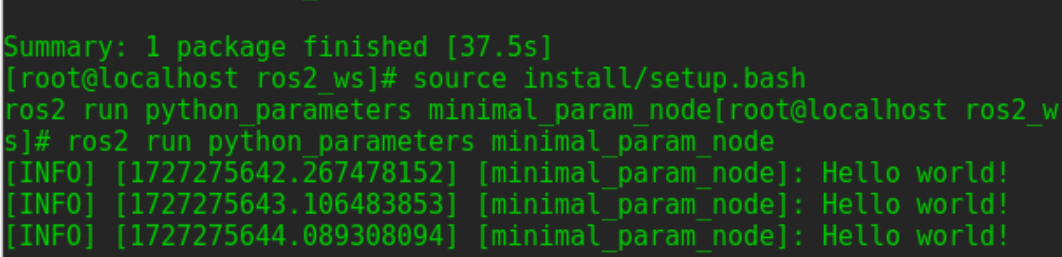 Summary: 1 package finished [37.5s]
[root@localhost ros2_ws]# source install/setup.bash
ros2 run python_parameters minimal_param_node[root@localhost ros2_w
s]# ros2 run python_parameters minimal_param_node
[INFO] [1727275642.267478152] [minimal_param_node]: Hello world!
[INFO] [1727275643.106483853] [minimal_param_node]: Hello world!
[INFO] [1727275644.089308094] [minimal_param_node]: Hello world!